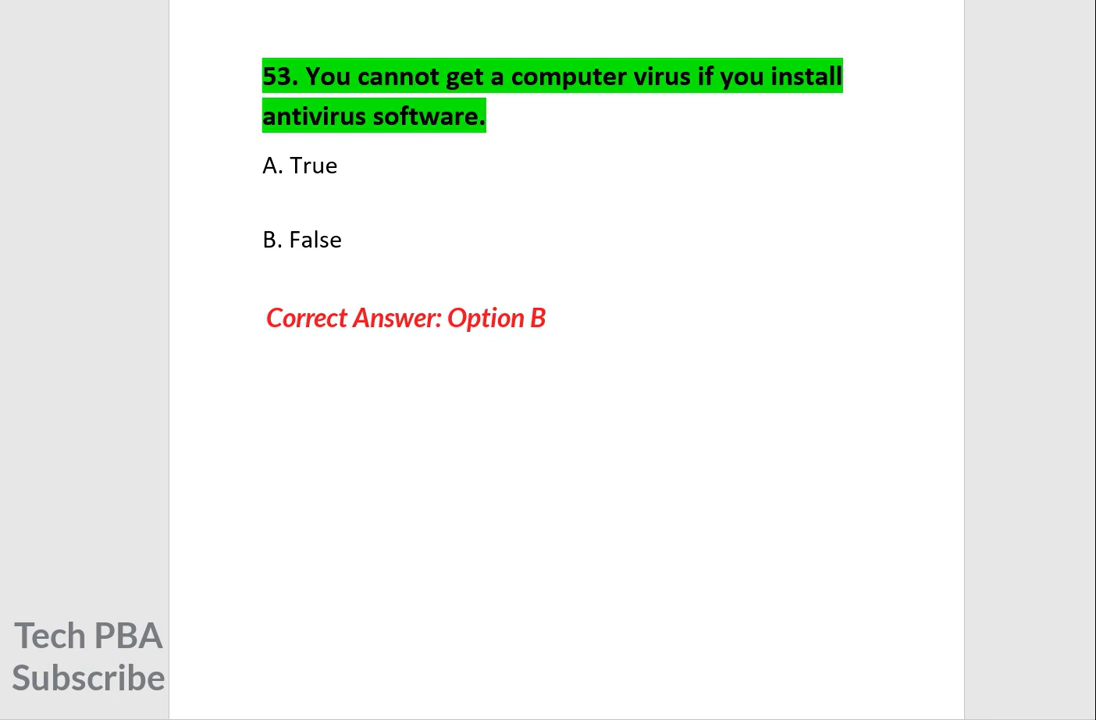 53. You cannot get a computer virus if you install
antivirus software.
A. True
B. False
Correct Answer: Option B
Tech PBA
Subscribe